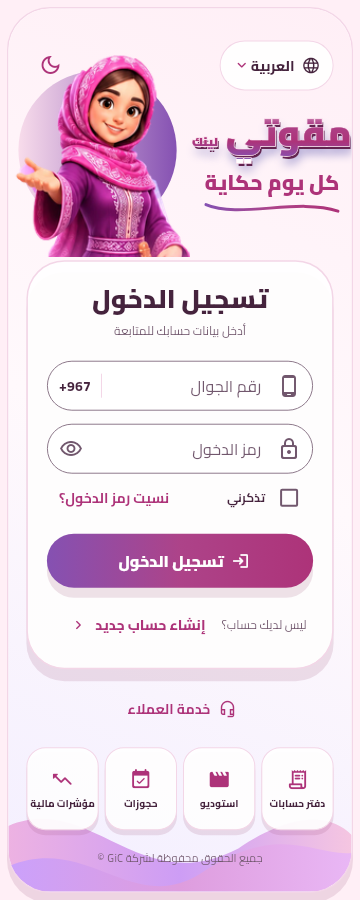 العربية
مقوتي لينك
كل يوم حكاية
تسجيل الدخول
أدخل بيانات حسابك للمتابعة
رقم الجوال
+967
رمز الدخول
تذكرني
نسيت رمز الدخول؟
تسجيل الدخول
ليس لديك حساب؟ إنشاء حساب جديد
خدمة العملاء
دفتر حسابات
استوديو
حجوزات
مؤشرات مالية
جميع الحقوق محفوظة لشركة GiC ©